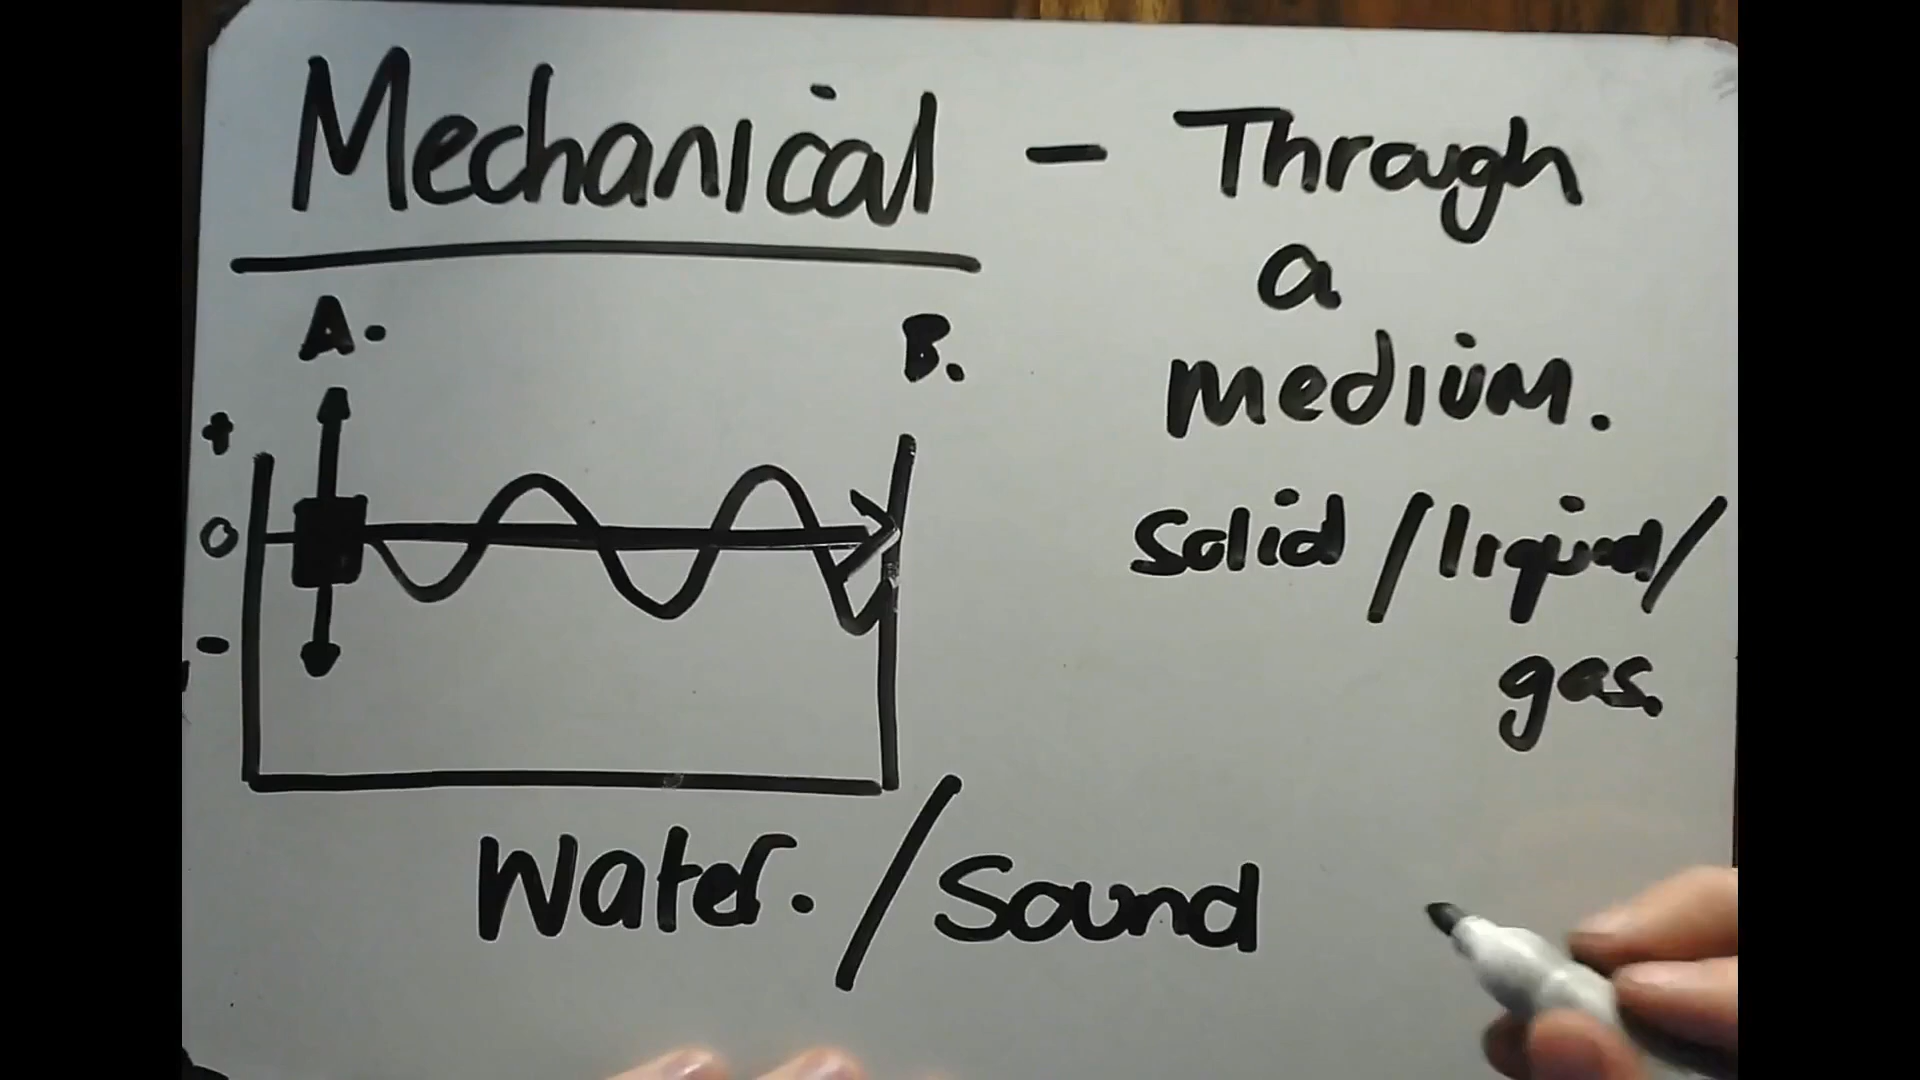 Mechanical - Through
a
medium.
A.
B.
+
0
-
solid / liquid /
gas.
Water. / Sound